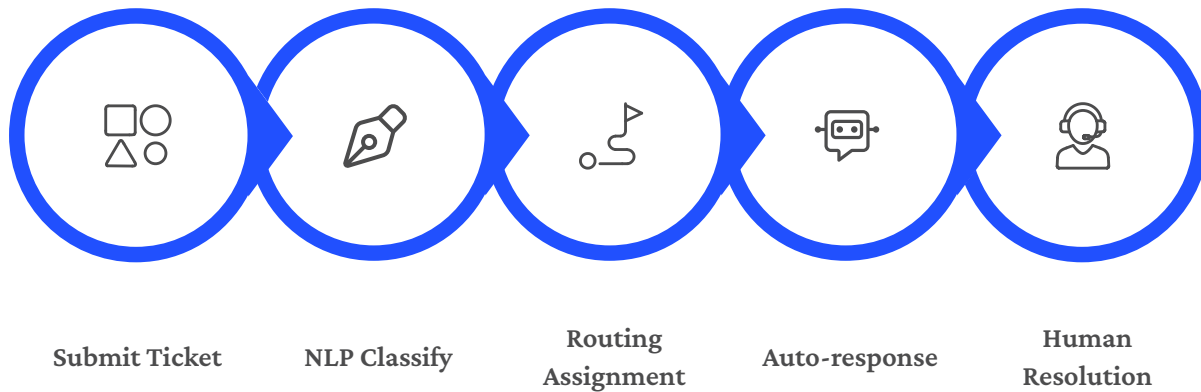 Submit Ticket
NLP Classify
Routing
Assignment
Auto-response
Human
Resolution